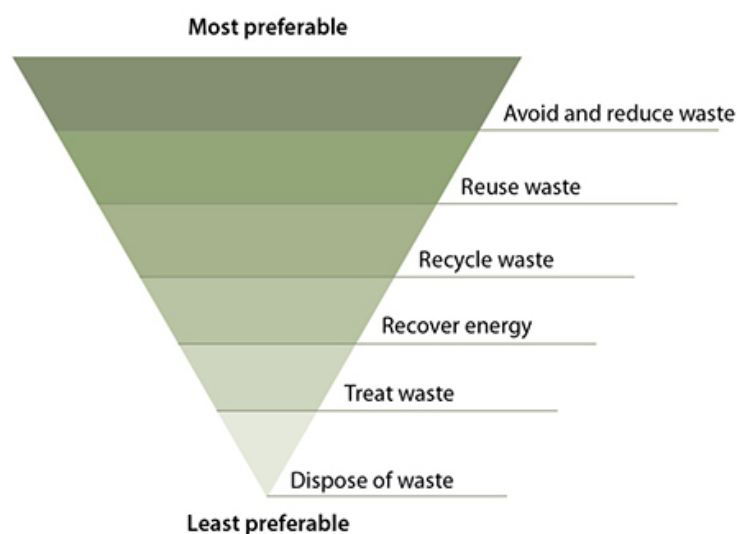 Most preferable
Avoid and reduce waste
Reuse waste
Recycle waste
Recover energy
Treat waste
Dispose of waste
Least preferable